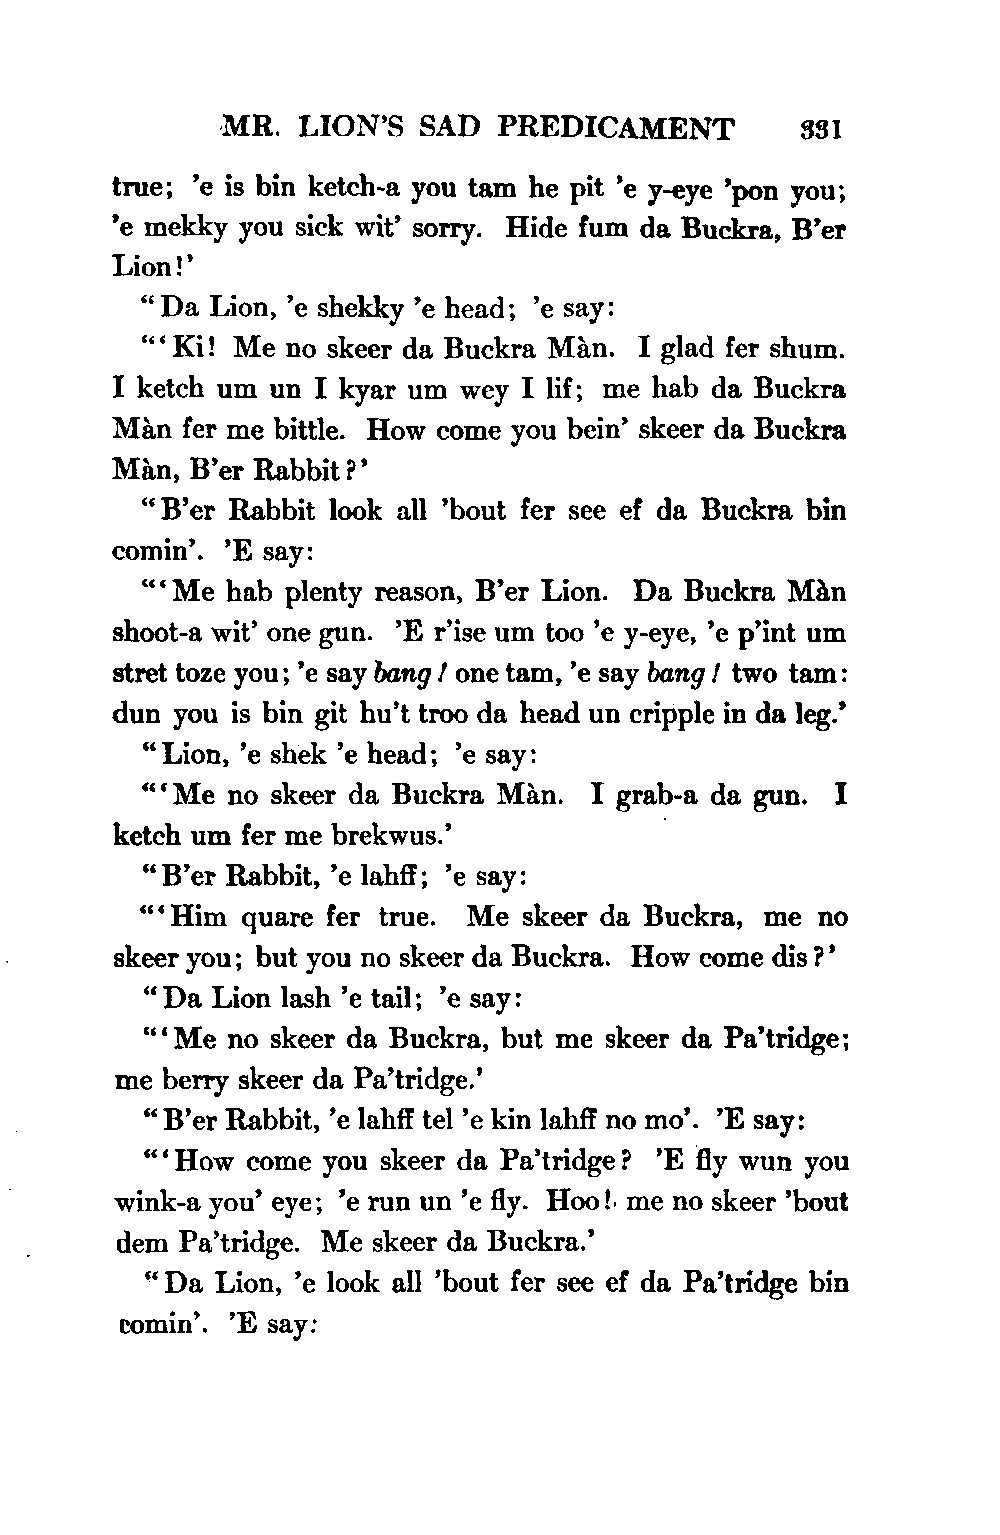 MR. LION'S SAD PREDICAMENT 331
true; 'e is bin ketch-a you tam he pit 'e y-eye 'pon you;
'e mekky you sick wit' sorry. Hide fum da Buckra, B'er
Lion!'
"Da Lion, 'e shekky 'e head; 'e say:
"'Ki! Me no skeer da Buckra Màn. I glad fer shum.
I ketch um un I kyar um wey I lif; me hab da Buckra
Màn fer me bittle. How come you bein' skeer da Buckra
Màn, B'er Rabbit?'
"B'er Rabbit look all 'bout fer see ef da Buckra bin
comin'. 'E say:
"'Me hab plenty reason, B'er Lion. Da Buckra Màn
shoot-a wit' one gun. 'E r'ise um too 'e y-eye, 'e p'int um
stret toze you; 'e say bang! one tam, 'e say bang! two tam:
dun you is bin git hu't troo da head un cripple in da leg.'
"Lion, 'e shek 'e head; 'e say:
"'Me no skeer da Buckra Màn. I grab-a da gun. I
ketch um fer me brekwus.'
"B'er Rabbit, 'e lahff; 'e say:
"'Him quare fer true. Me skeer da Buckra, me no
skeer you; but you no skeer da Buckra. How come dis?'
"Da Lion lash 'e tail; 'e say:
"'Me no skeer da Buckra, but me skeer da Pa'tridge;
me berry skeer da Pa'tridge.'
"B'er Rabbit, 'e lahff tel 'e kin lahff no mo'. 'E say:
"'How come you skeer da Pa'tridge? 'E fly wun you
wink-a you' eye; 'e run un 'e fly. Hoo! me no skeer 'bout
dem Pa'tridge. Me skeer da Buckra.'
"Da Lion, 'e look all 'bout fer see ef da Pa'tridge bin
comin'. 'E say: